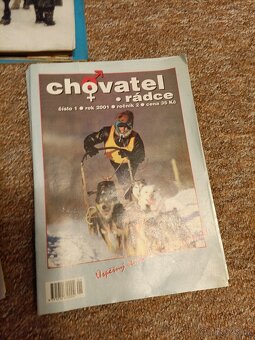 chovatel
• rádce
číslo 1 • rok 2001 • ročník 2 • cena 35 Kč